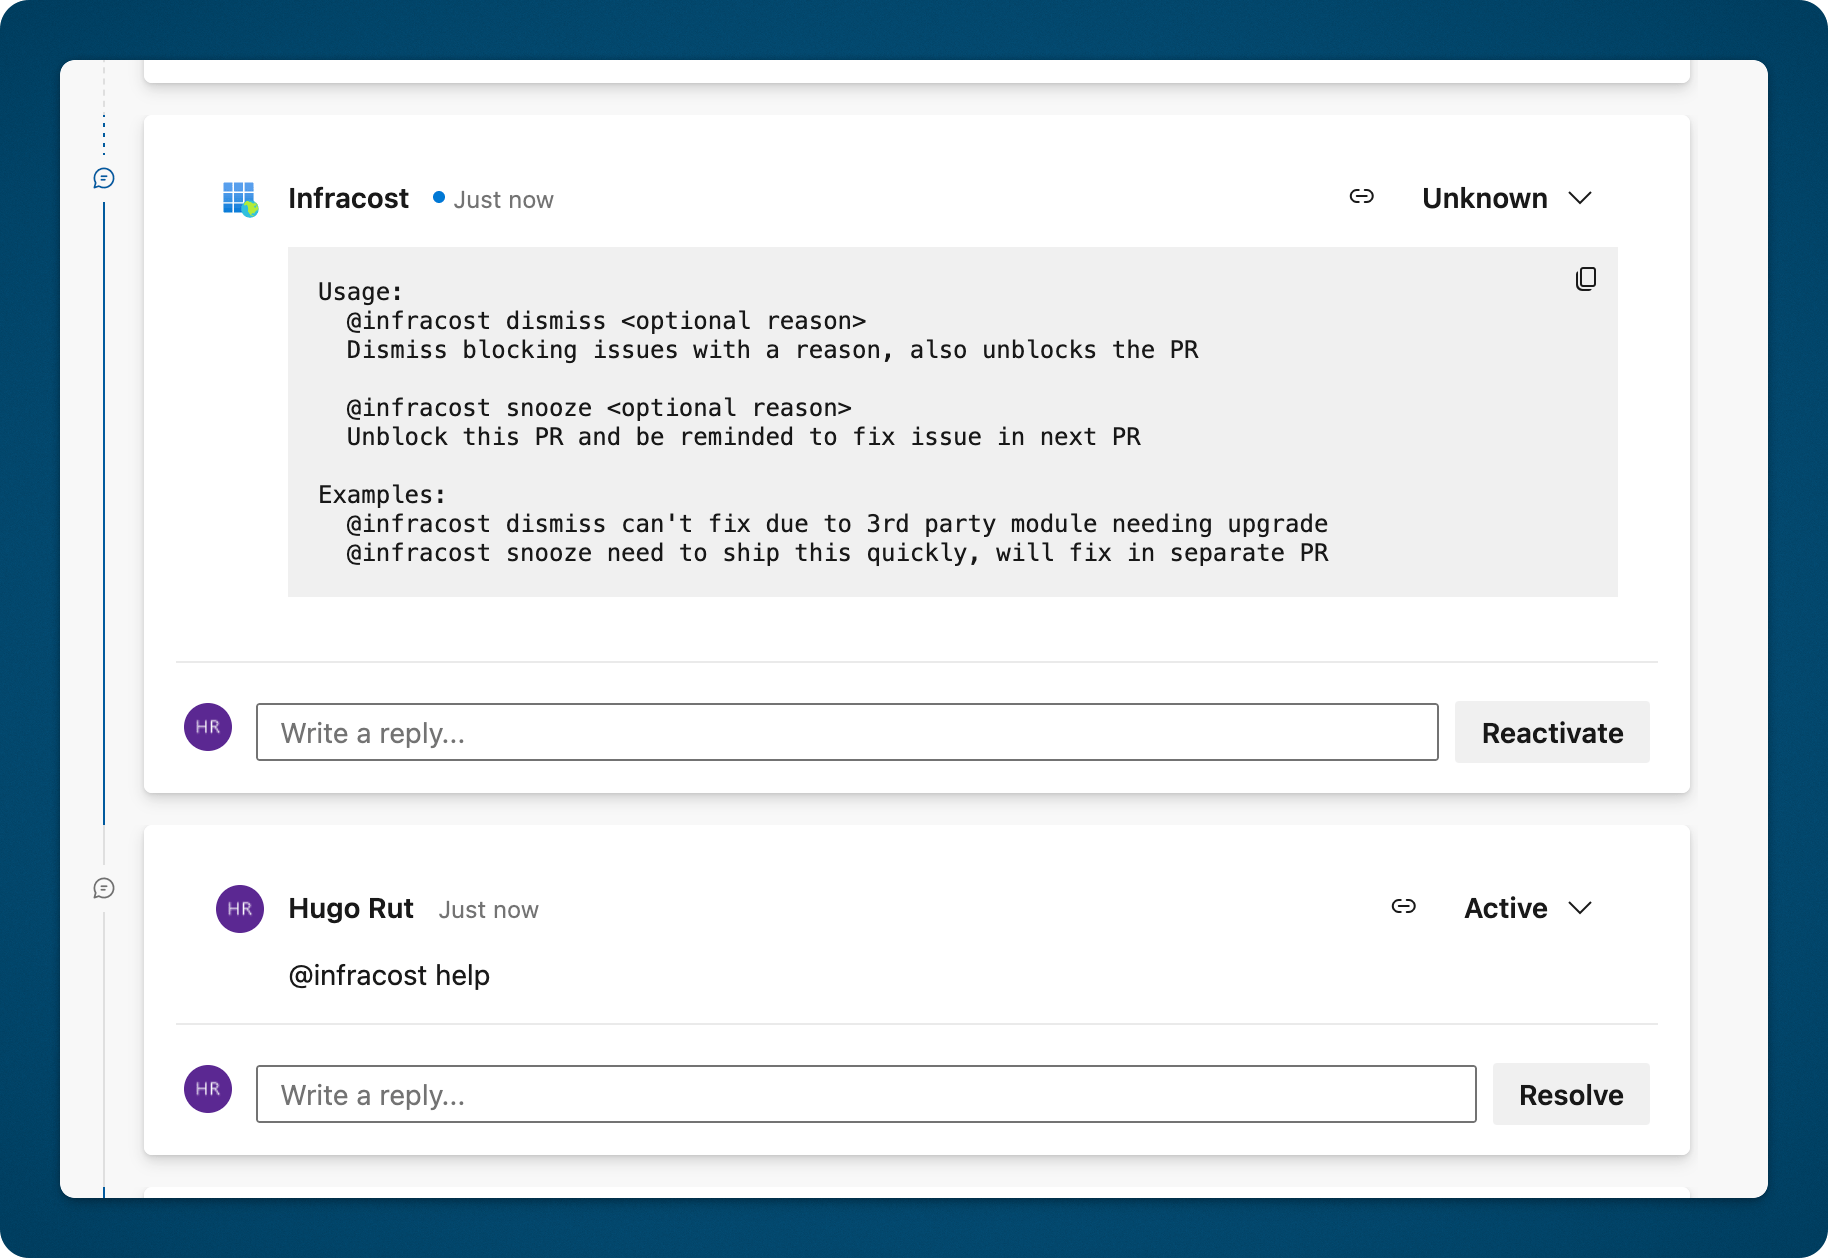 Infracost Just now Unknown
Usage:
@infracost dismiss <optional reason>
Dismiss blocking issues with a reason, also unblocks the PR
@infracost snooze <optional reason>
Unblock this PR and be reminded to fix issue in next PR
Examples:
@infracost dismiss can't fix due to 3rd party module needing upgrade
@infracost snooze need to ship this quickly, will fix in separate PR
HR Write a reply... Reactivate
HR Hugo Rut Just now Active
@infracost help
HR Write a reply... Resolve